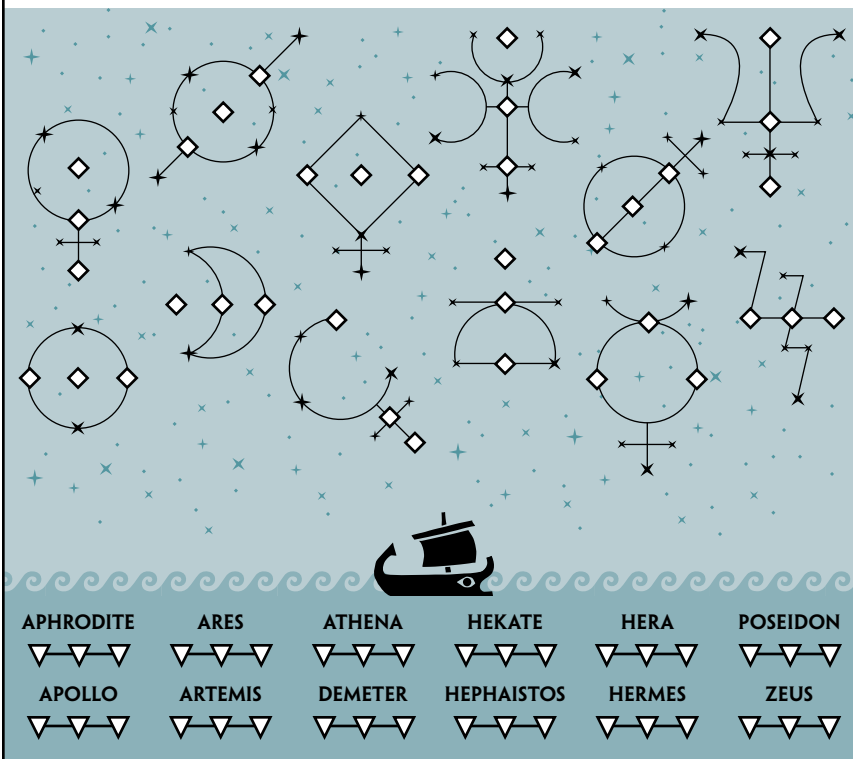 APHRODITE ARES ATHENA HEKATE HERA POSEIDON
APOLLO ARTEMIS DEMETER HEPHAISTOS HERMES ZEUS